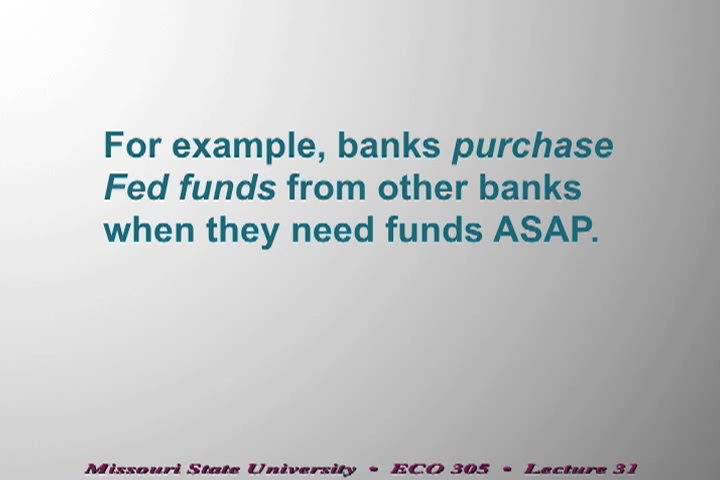 For example, banks purchase
Fed funds from other banks
when they need funds ASAP.
Missouri State University • ECO 305 • Lecture 31